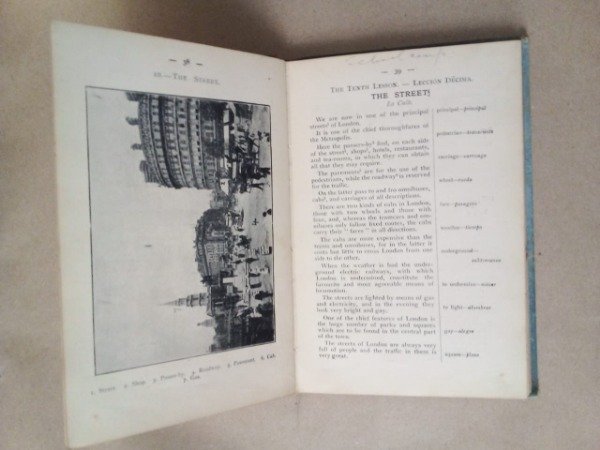 — 38 —
10.—The Street.
1. Street. 2. Shop. 3. Passer-by. 4. Roadway. 5. Pavement. 6. Cab.
7. Bus.
— 39 —
The Tenth Lesson. — Lección Décima.
THE STREET
La Calle.
We are now in one of the principal
streets of London.
It is one of the chief thoroughfares of
the Metropolis.
Here the passers-by find, on each side
of the street, shops, hotels, restaurants,
and tea-rooms, in which they can obtain
all that they may require.
The pavements are for the use of the
pedestrians, while the roadway is reserved
for the traffic.
On the latter pass to and fro omnibuses,
cabs, and carriages of all descriptions.
There are two kinds of cabs in London,
those with two wheels and those with
four, and, whereas the tramcars and omnibuses
only follow fixed routes, the cabs
carry their "fares" in all directions.
The cabs are more expensive than the
trams and omnibuses, for in the latter it
costs but little to cross London from one
side to the other.
When the weather is bad the underground
electric railways, with which
London is undermined, constitute the
favourite and most agreeable means of
locomotion.
The streets are lighted by means of gas
and electricity, and in the evening they
look very bright and gay.
One of the chief features of London is
the large number of parks and squares
which are to be found in the central part
of the town.
The streets of London are always very
full of people and the traffic in them is
very great.
principal—principal
pedestrian—transeúnte
carriage—carruaje
wheel—rueda
fare—pasajero
weather—tiempo
underground—
subterráneo
to undermine—minar
to light—alumbrar
gay—alegre
square—plaza